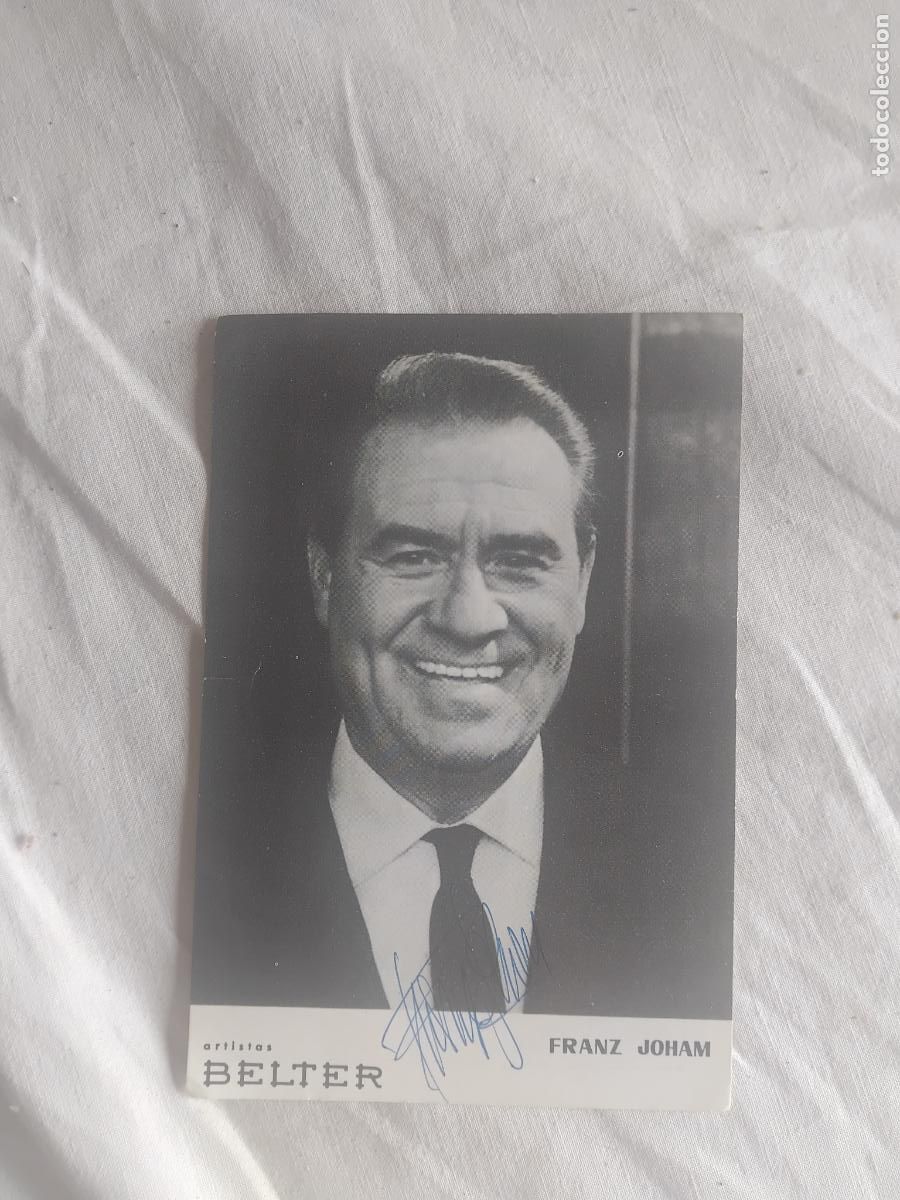 todocoleccion
artistas
BELTER
FRANZ JOHAM